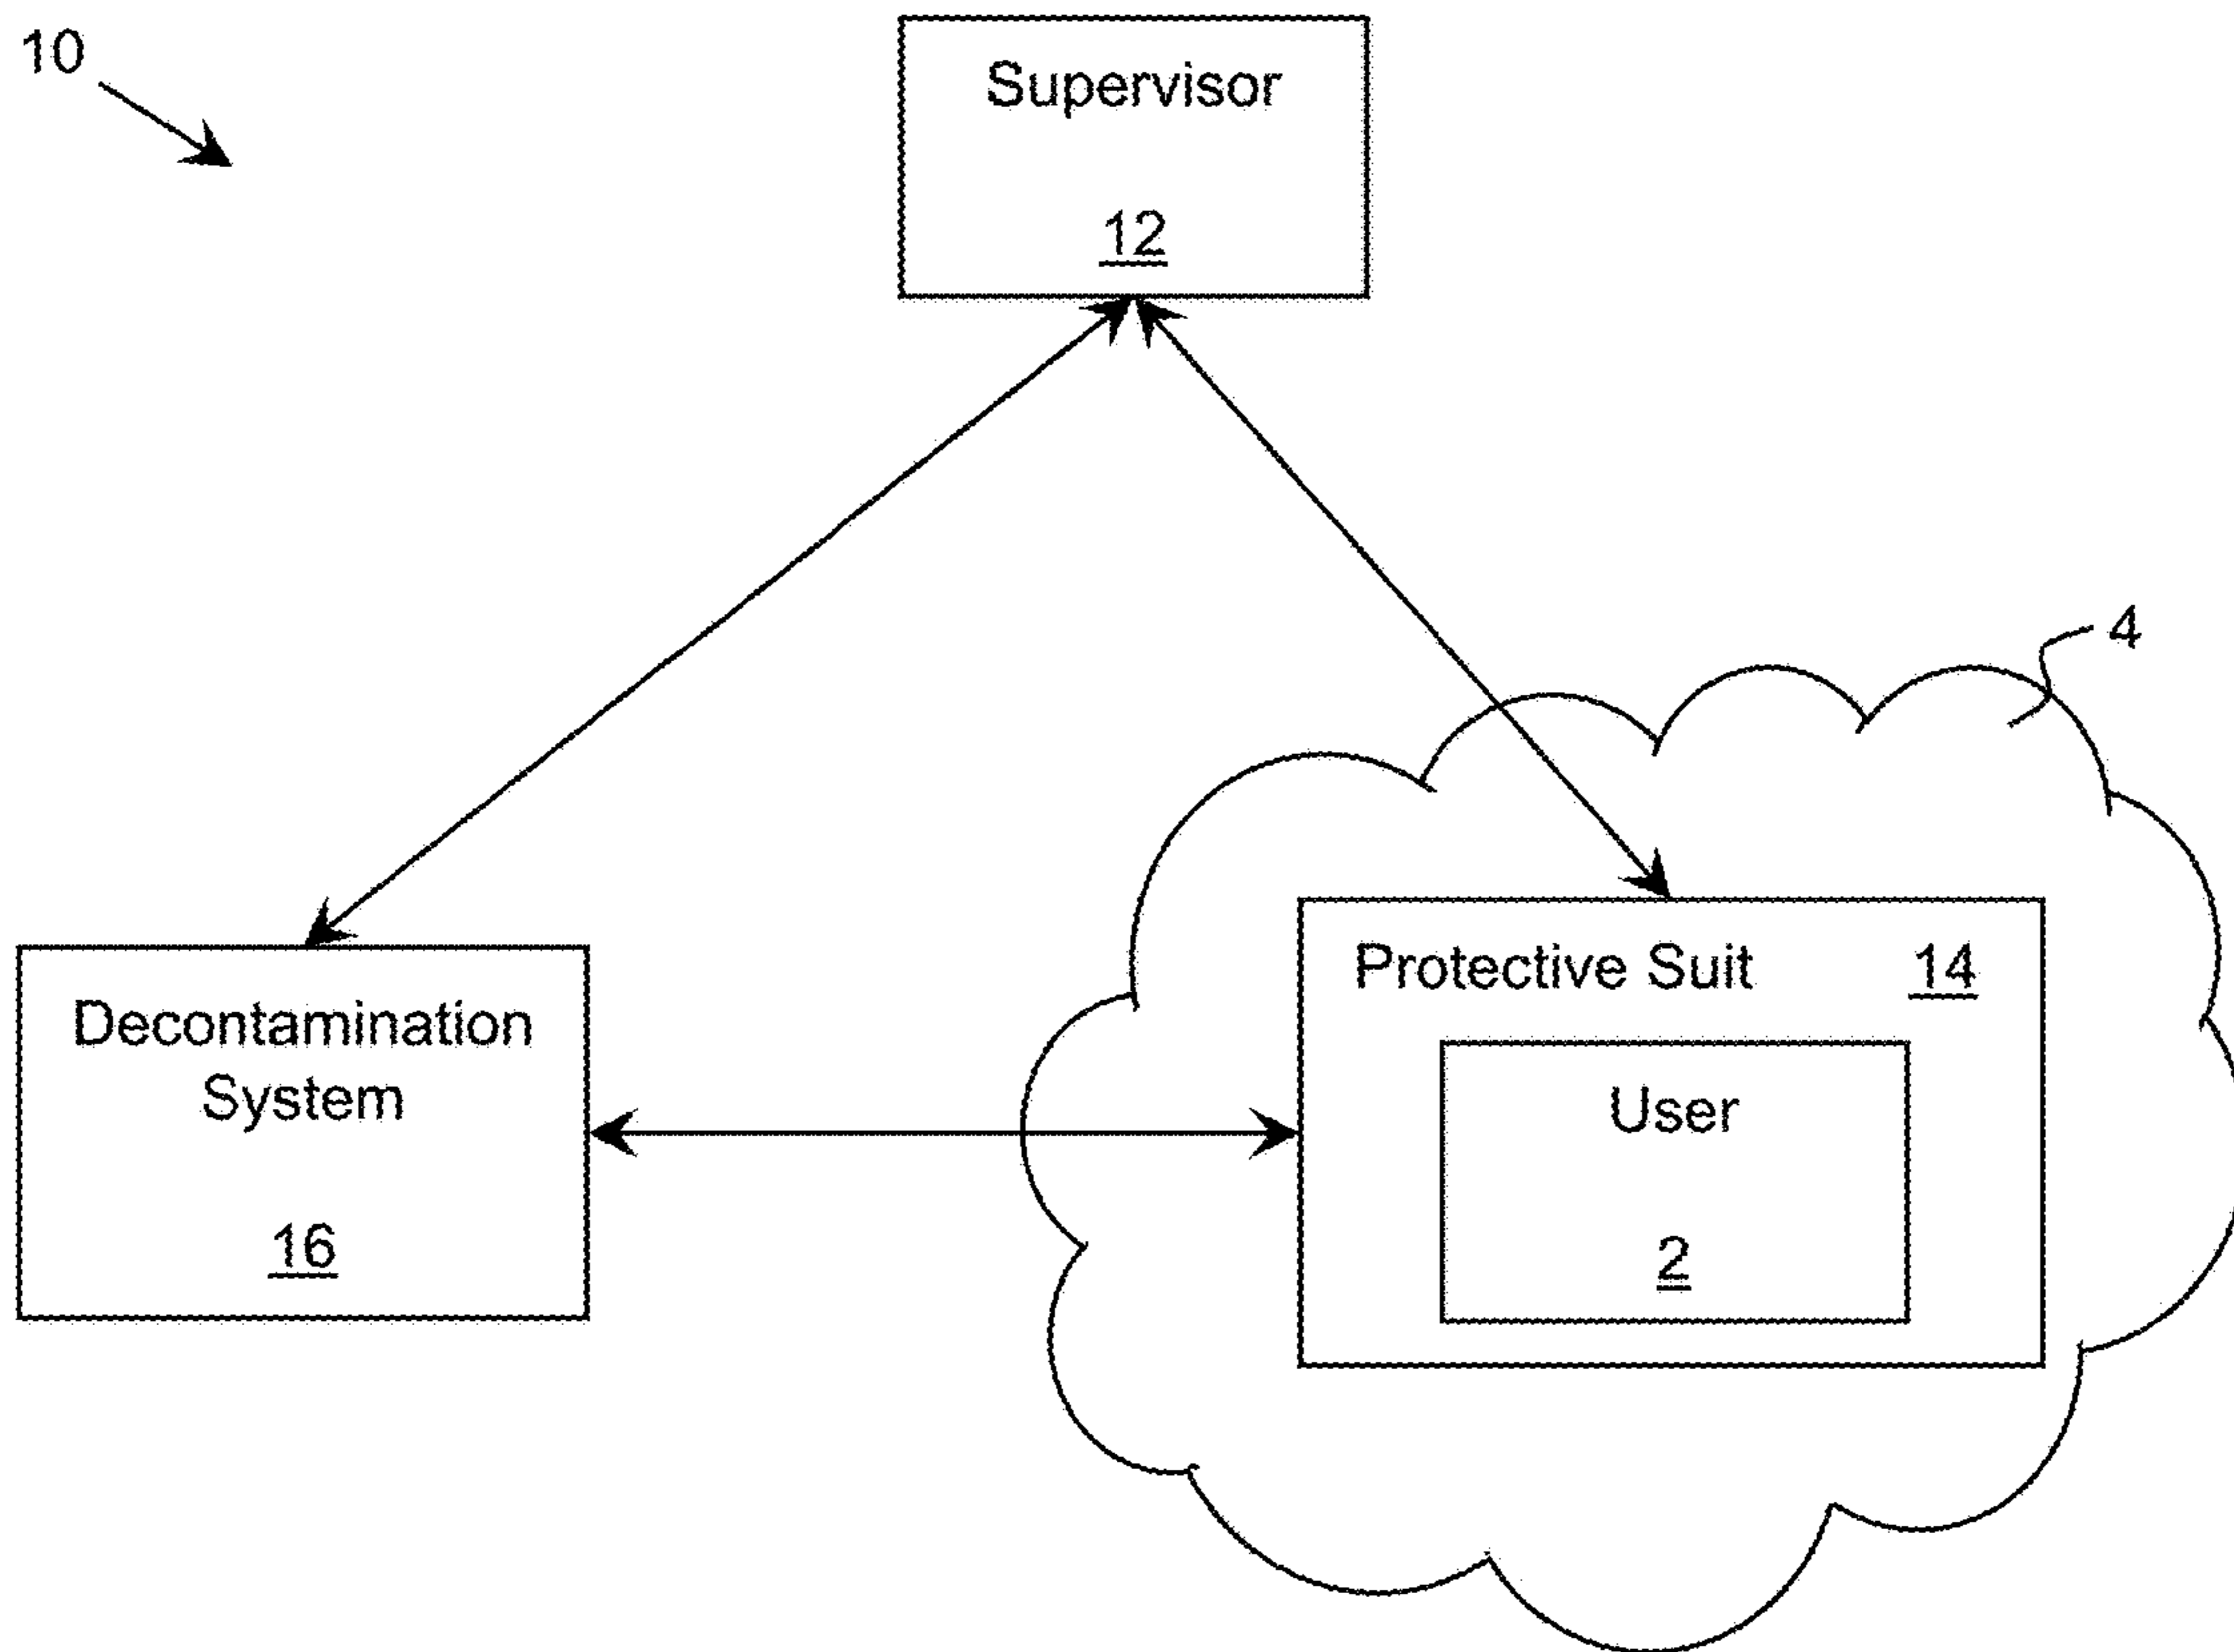 10
Supervisor
12
4
Protective Suit 14
Decontamination
System
16
User
2